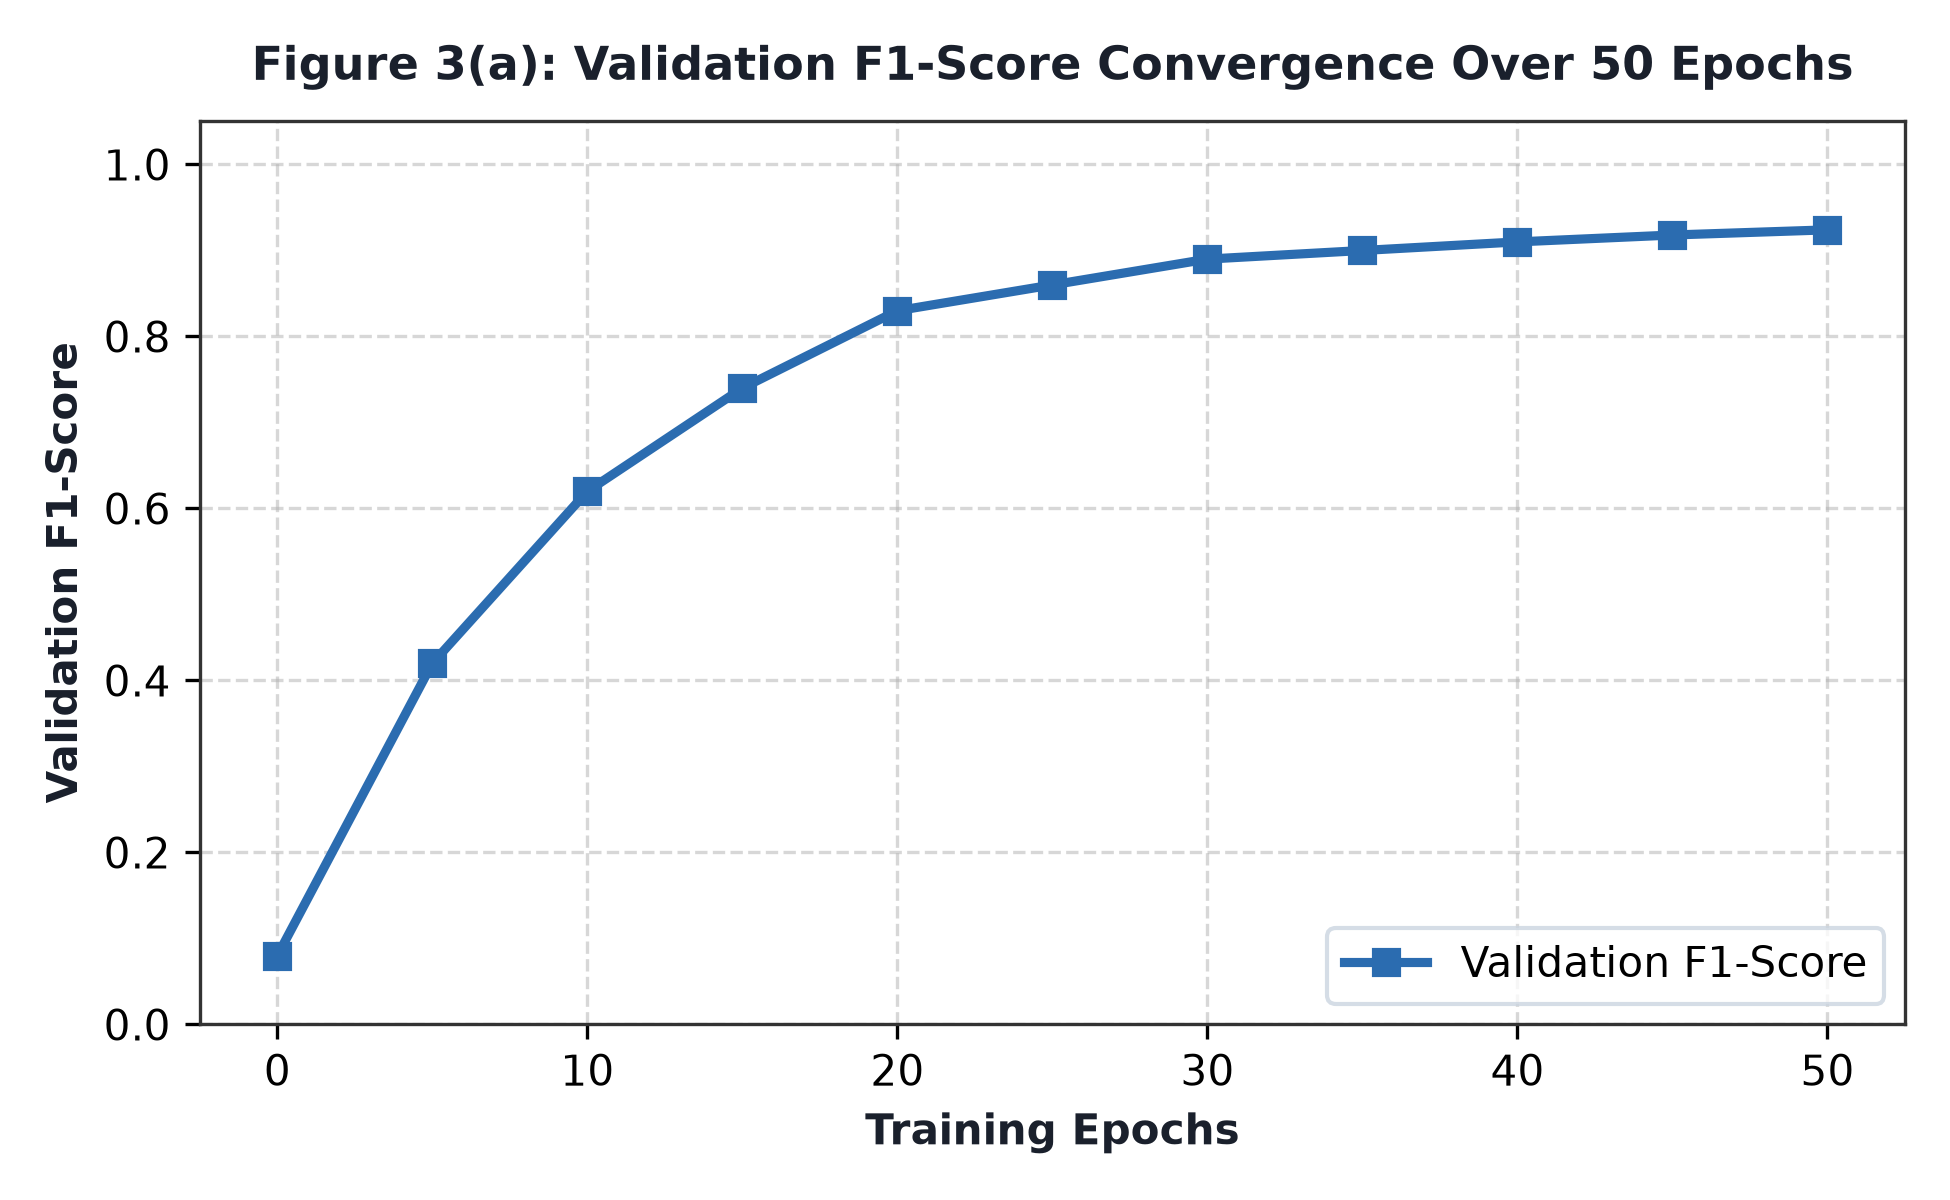 Figure 3(a): Validation F1-Score Convergence Over 50 Epochs
Validation F1-Score
1.0
0.8
0.6
0.4
0.2
0.0
Validation F1-Score
0 10 20 30 40 50
Training Epochs